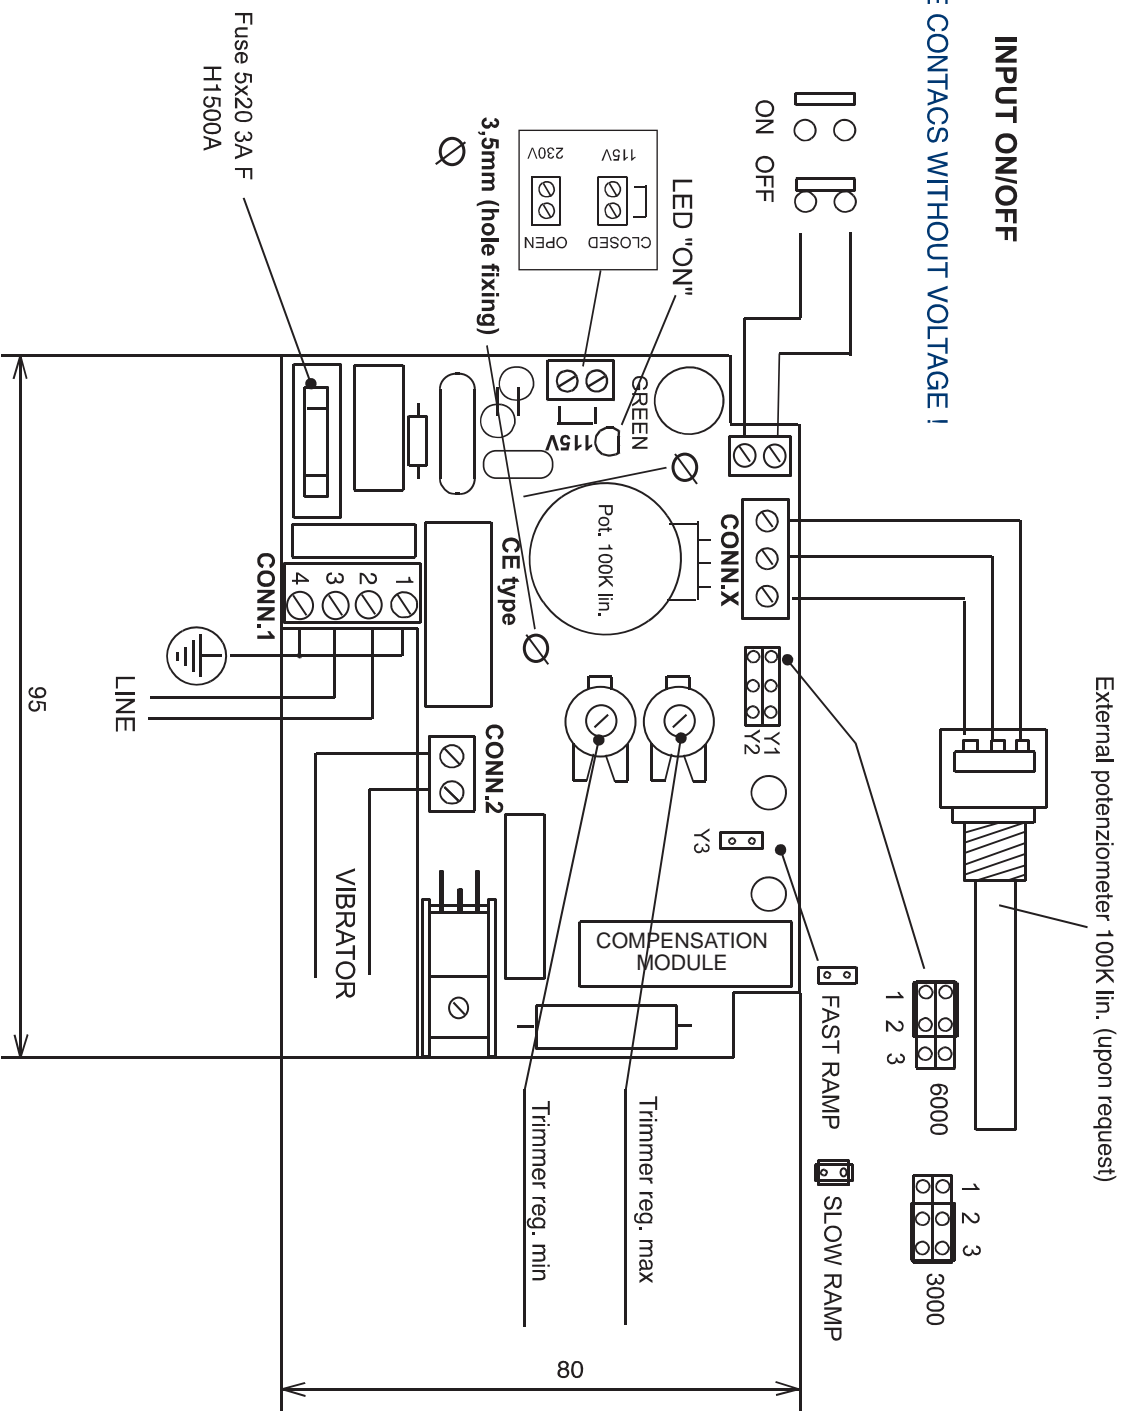 INPUT ON/OFF
E CONTACS WITHOUT VOLTAGE !
ON
OFF
External potenziometer 100K lin. (upon request)
LED "ON"
115V
CLOSED
230V
OPEN
3,5mm (hole fixing)
Fuse 5x20 3A F
H1500A
GREEN
115V
Pot. 100K lin.
CONN.X
CE type
CONN.1
1
2
3
4
LINE
CONN.2
VIBRATOR
Y1
Y2
Y3
COMPENSATION
MODULE
FAST RAMP
SLOW RAMP
1 2 3
6000
1 2 3
3000
Trimmer reg. max
Trimmer reg. min
95
80